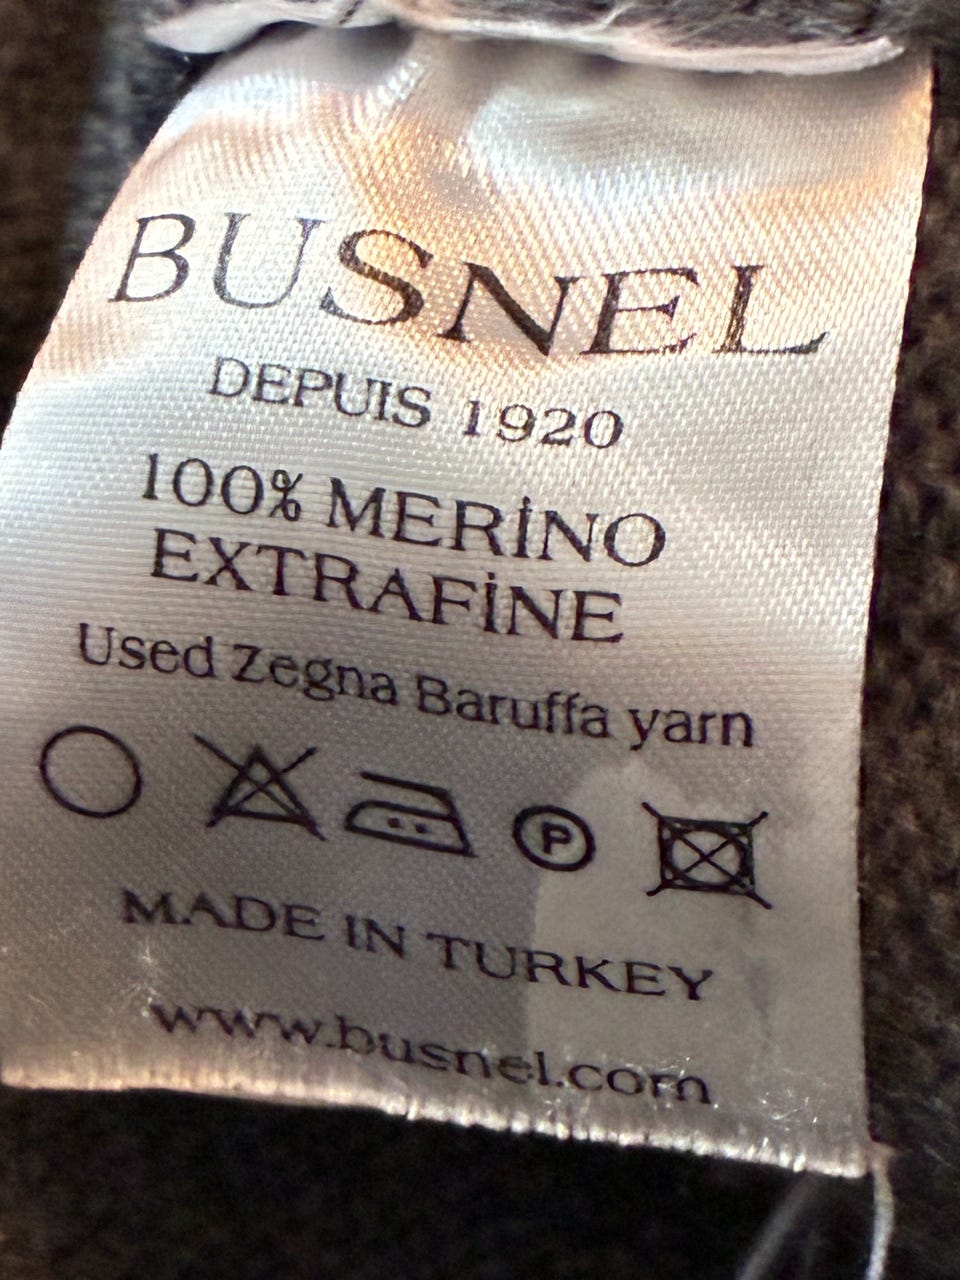 BUSNEL
DEPUIS 1920
100% MERİNO
EXTRAFİNE
Used Zegna Baruffa yarn
P
MADE IN TURKEY
www.busnel.com